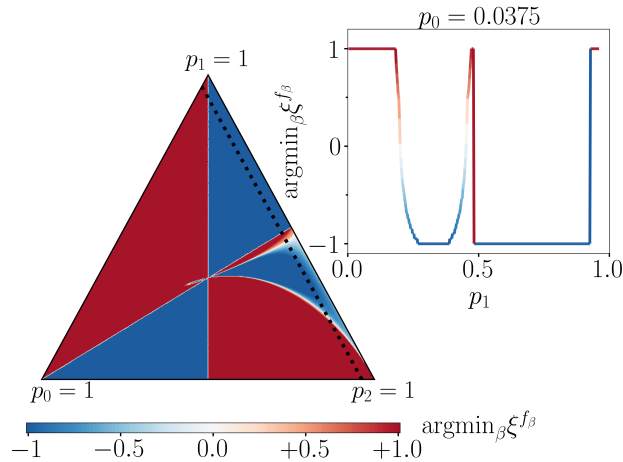 p_0 = 0.0375
p_1 = 1
1
0
−1
argmin_β ξ^{f_β}
0.0 0.5 1.0
p_1
p_0 = 1
p_2 = 1
argmin_β ξ^{f_β}
−1 −0.5 0.0 +0.5 +1.0